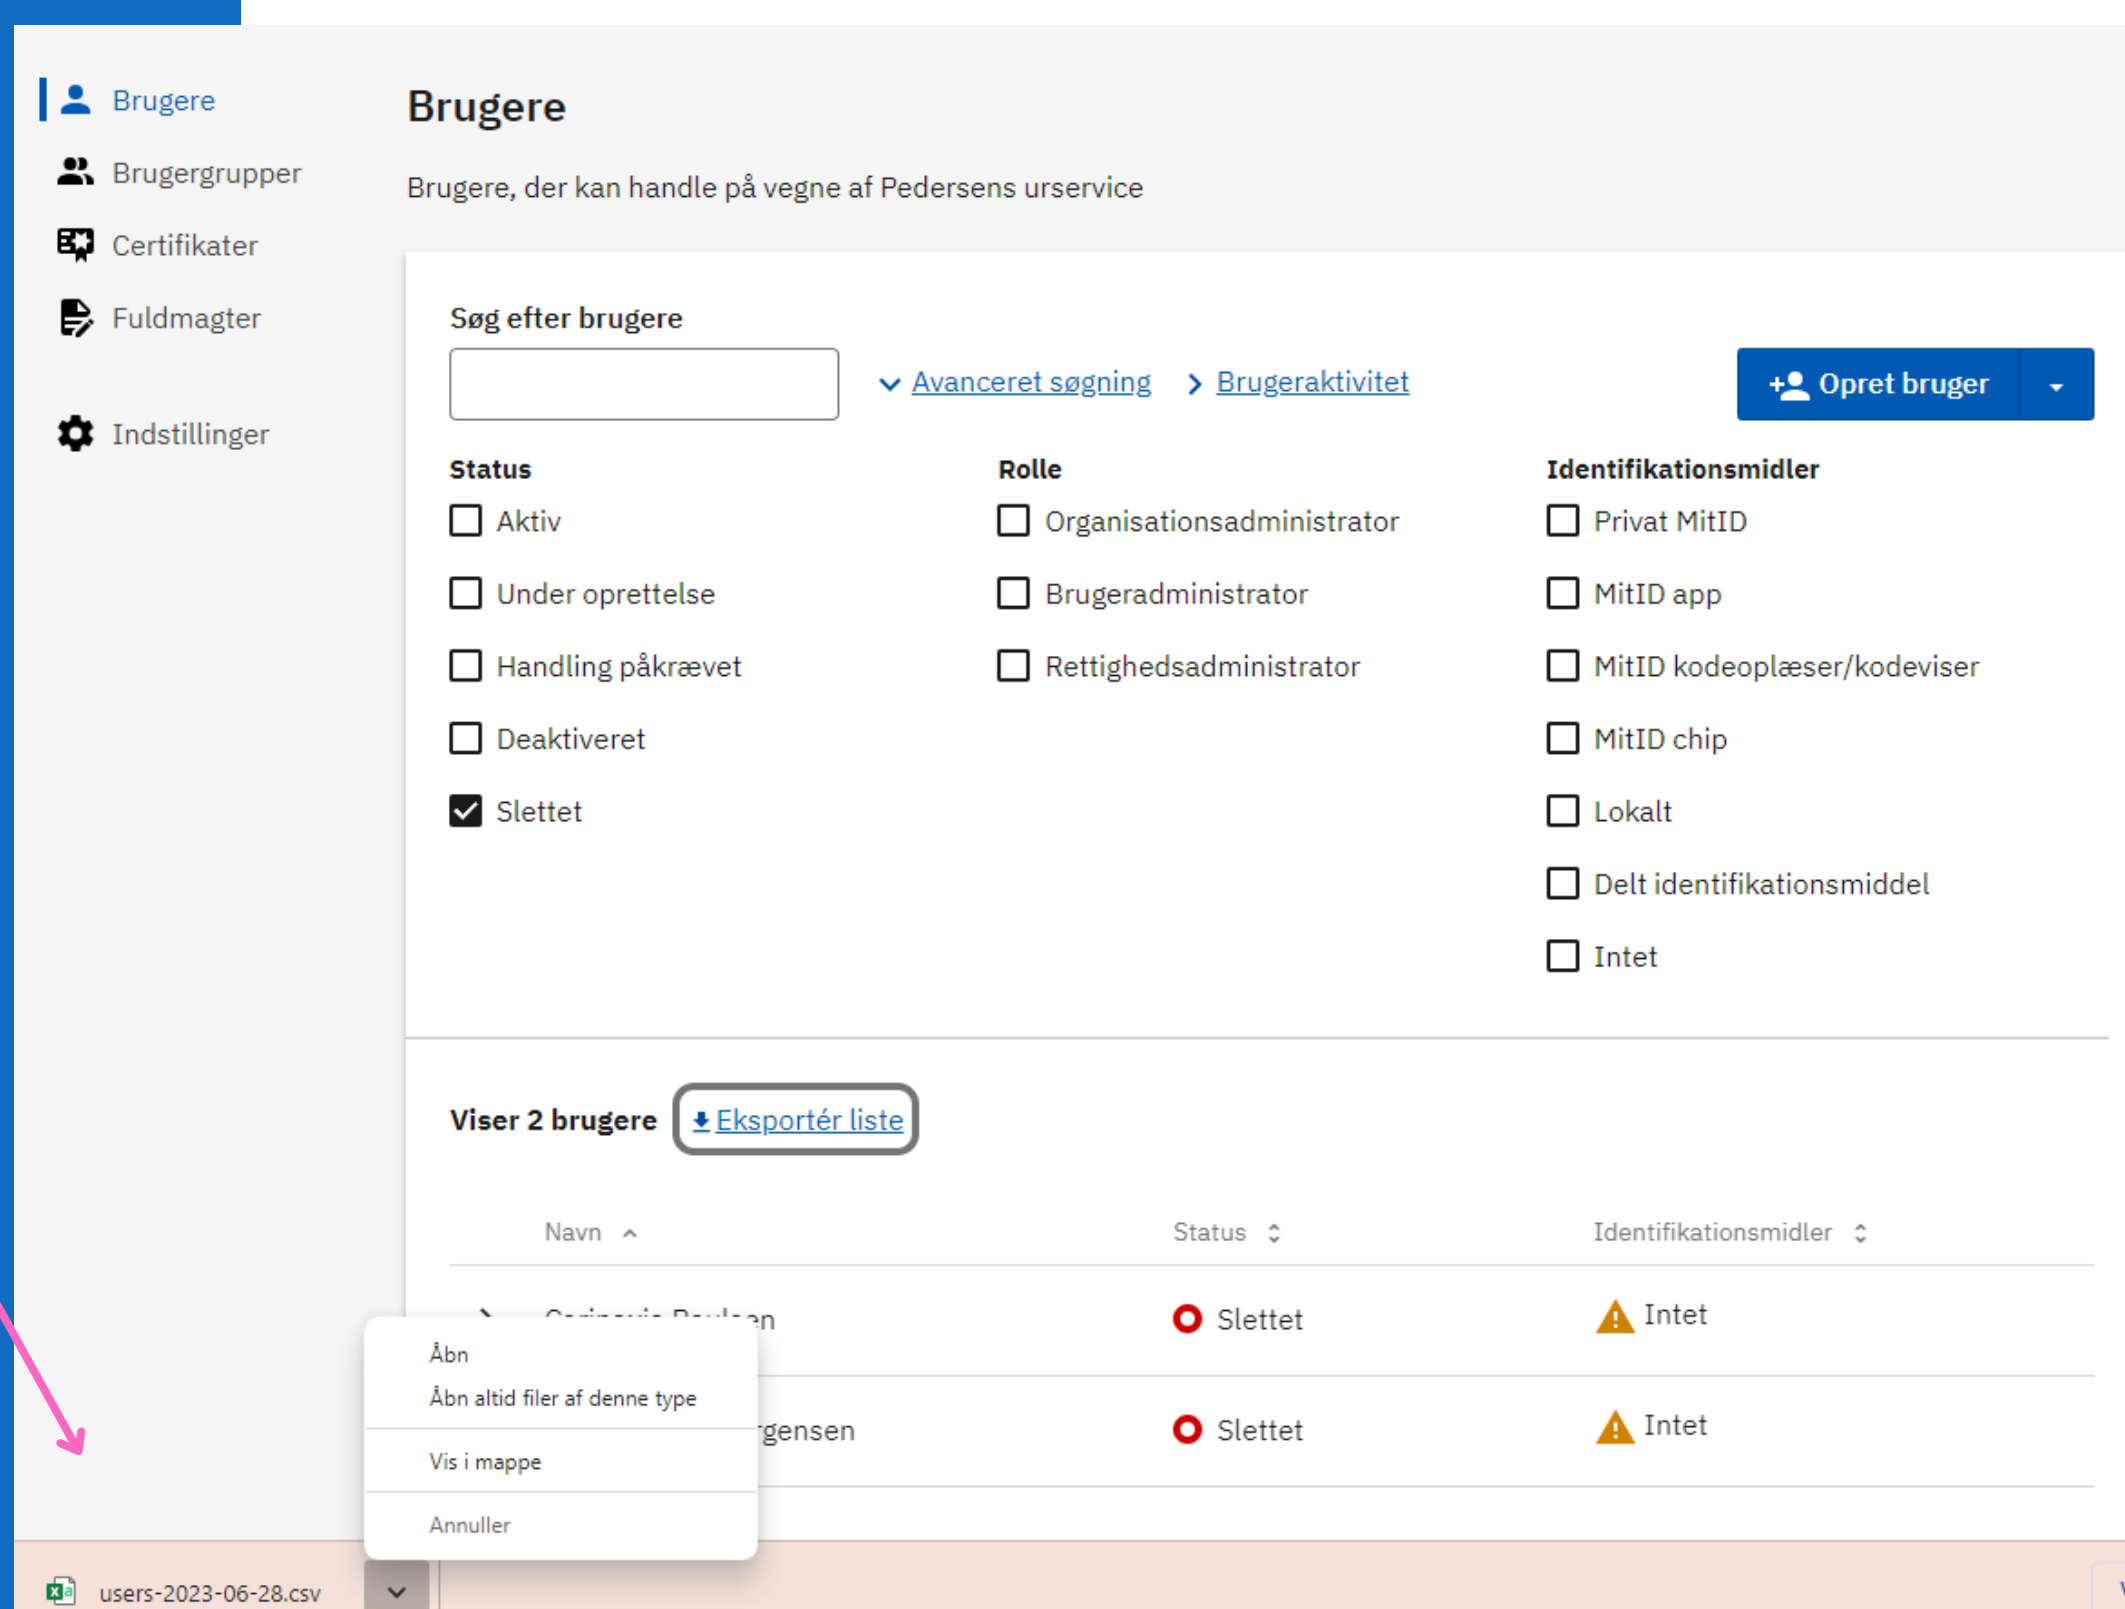 Brugere
Brugergrupper
Certifikater
Fuldmagter
Indstillinger
Brugere
Brugere, der kan handle på vegne af Pedersens urservice
Søg efter brugere
Avanceret søgning
Brugeraktivitet
Opret bruger
Status
Aktiv
Under oprettelse
Handling påkrævet
Deaktiveret
Slettet
Rolle
Organisationsadministrator
Brugeradministrator
Rettighedsadministrator
Identifikationsmidler
Privat MitID
MitID app
MitID kodeoplæser/kodeviser
MitID chip
Lokalt
Delt identifikationsmiddel
Intet
Viser 2 brugere Eksportér liste
Navn Status Identifikationsmidler
Slettet Intet
Slettet Intet
Åbn
Åbn altid filer af denne type
Vis i mappe
Annuller
users-2023-06-28.csv